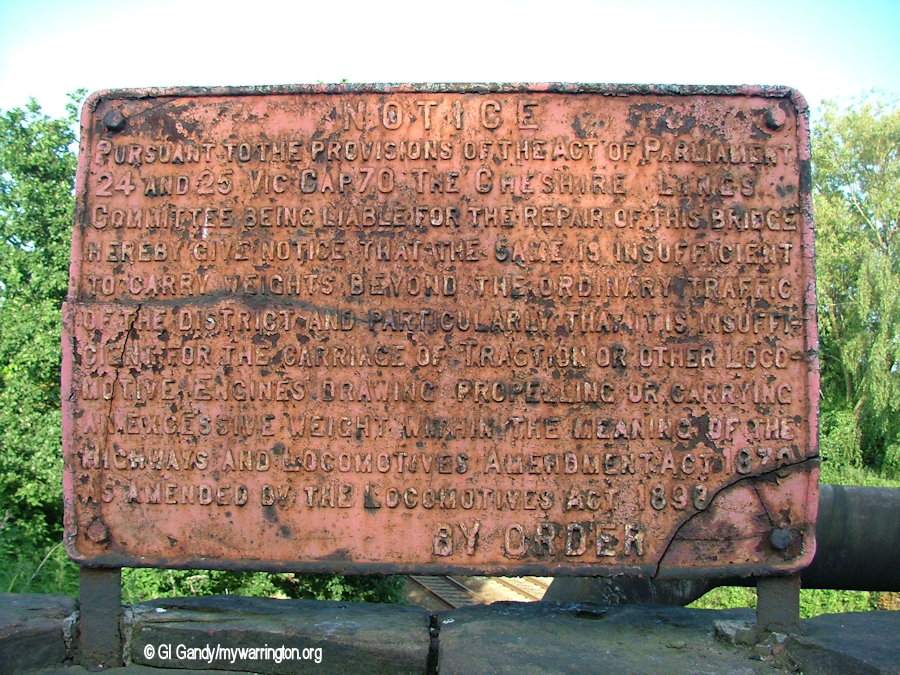 NOTICE
PURSUANT TO THE PROVISIONS OF THE ACT OF PARLIAMENT
24 AND 25 VIC CAP 70 THE CHESHIRE LINES
COMMITTEE BEING LIABLE FOR THE REPAIR OF THIS BRIDGE
HEREBY GIVE NOTICE THAT THE SAME IS INSUFFICIENT
TO CARRY WEIGHTS BEYOND THE ORDINARY TRAFFIC
OF THE DISTRICT AND PARTICULARLY THAT IT IS INSUFFI-
CIENT FOR THE CARRIAGE OF TRACTION OR OTHER LOCO-
MOTIVE ENGINES DRAWING PROPELLING OR CARRYING
AN EXCESSIVE WEIGHT WITHIN THE MEANING OF THE
HIGHWAYS AND LOCOMOTIVES AMENDMENT ACT 1878
AS AMENDED BY THE LOCOMOTIVES ACT 1898
BY ORDER
© GI Gandy/mywarrington.org